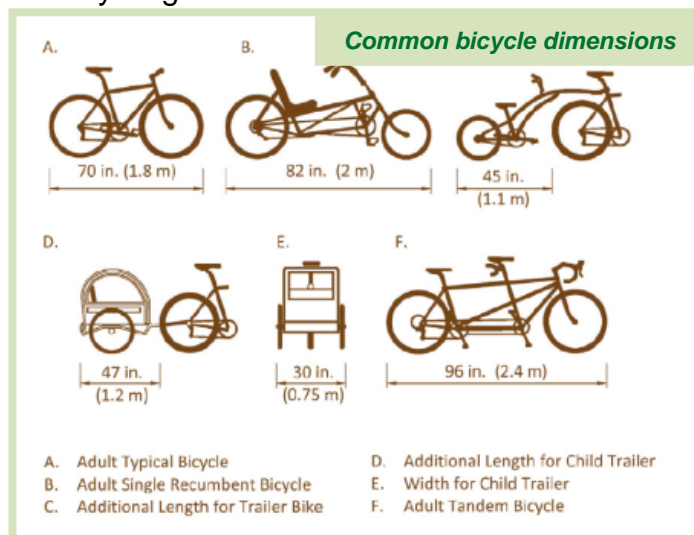 Common bicycle dimensions
A.
B.
70 in. (1.8 m)
82 in. (2 m)
45 in.
(1.1 m)
D.
E.
F.
47 in.
(1.2 m)
30 in.
(0.75 m)
96 in. (2.4 m)
A. Adult Typical Bicycle
B. Adult Single Recumbent Bicycle
C. Additional Length for Trailer Bike
D. Additional Length for Child Trailer
E. Width for Child Trailer
F. Adult Tandem Bicycle